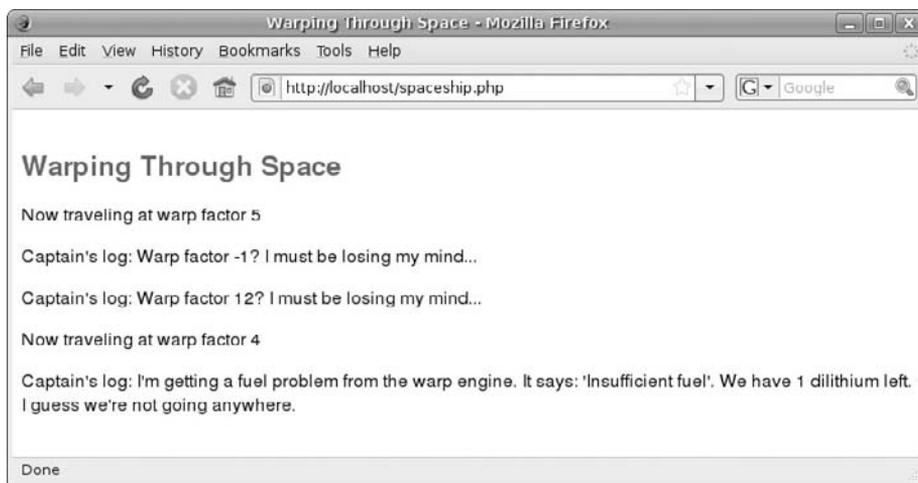 Warping Through Space - Mozilla Firefox
File Edit View History Bookmarks Tools Help
http://localhost/spaceship.php
G Google
Warping Through Space
Now traveling at warp factor 5
Captain's log: Warp factor -1? I must be losing my mind...
Captain's log: Warp factor 12? I must be losing my mind...
Now traveling at warp factor 4
Captain's log: I'm getting a fuel problem from the warp engine. It says: 'Insufficient fuel'. We have 1 dilithium left.
I guess we're not going anywhere.
Done